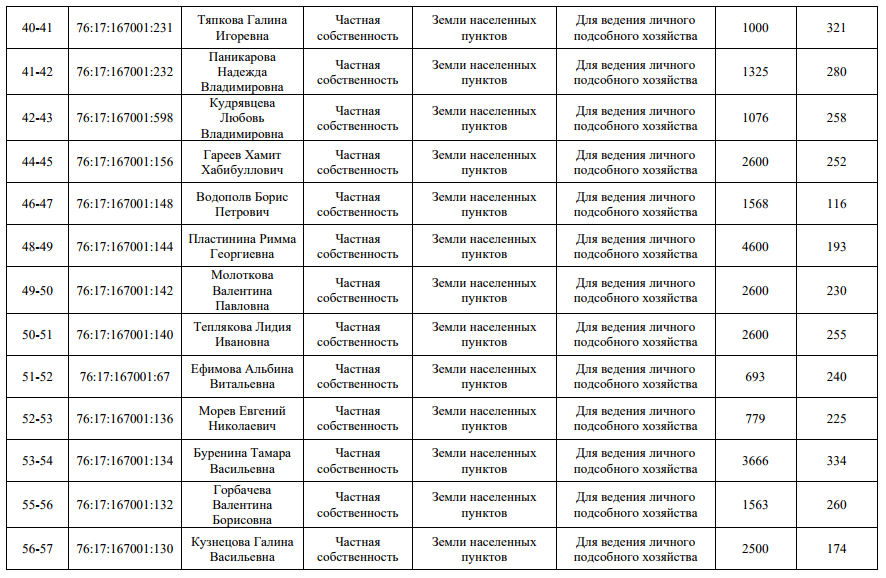 40-41 76:17:167001:231 Тяпкова Галина Игоревна Частная собственность Земли населенных пунктов Для ведения личного подсобного хозяйства 1000 321
41-42 76:17:167001:232 Паникарова Надежда Владимировна Частная собственность Земли населенных пунктов Для ведения личного подсобного хозяйства 1325 280
42-43 76:17:167001:598 Кудрявцева Любовь Владимировна Частная собственность Земли населенных пунктов Для ведения личного подсобного хозяйства 1076 258
44-45 76:17:167001:156 Гареев Хамит Хабибуллович Частная собственность Земли населенных пунктов Для ведения личного подсобного хозяйства 2600 252
46-47 76:17:167001:148 Водополв Борис Петрович Частная собственность Земли населенных пунктов Для ведения личного подсобного хозяйства 1568 116
48-49 76:17:167001:144 Пластинина Римма Георгиевна Частная собственность Земли населенных пунктов Для ведения личного подсобного хозяйства 4600 193
49-50 76:17:167001:142 Молоткова Валентина Павловна Частная собственность Земли населенных пунктов Для ведения личного подсобного хозяйства 2600 230
50-51 76:17:167001:140 Теплякова Лидия Ивановна Частная собственность Земли населенных пунктов Для ведения личного подсобного хозяйства 2600 255
51-52 76:17:167001:67 Ефимова Альбина Витальевна Частная собственность Земли населенных пунктов Для ведения личного подсобного хозяйства 693 240
52-53 76:17:167001:136 Морев Евгений Николаевич Частная собственность Земли населенных пунктов Для ведения личного подсобного хозяйства 779 225
53-54 76:17:167001:134 Буренина Тамара Васильевна Частная собственность Земли населенных пунктов Для ведения личного подсобного хозяйства 3666 334
55-56 76:17:167001:132 Горбачева Валентина Борисовна Частная собственность Земли населенных пунктов Для ведения личного подсобного хозяйства 1563 260
56-57 76:17:167001:130 Кузнецова Галина Васильевна Частная собственность Земли населенных пунктов Для ведения личного подсобного хозяйства 2500 174